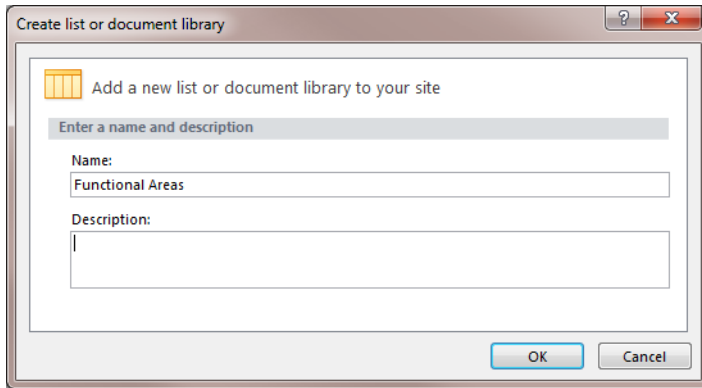 Create list or document library
?
X
Add a new list or document library to your site
Enter a name and description
Name:
Functional Areas
Description:
OK
Cancel